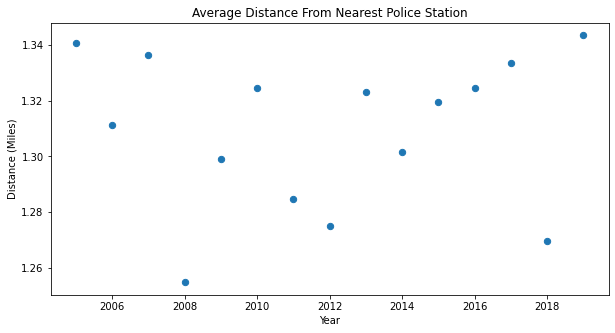 Average Distance From Nearest Police Station
1.34
1.32
1.30
1.28
1.26
Distance (Miles)
2006 2008 2010 2012 2014 2016 2018
Year